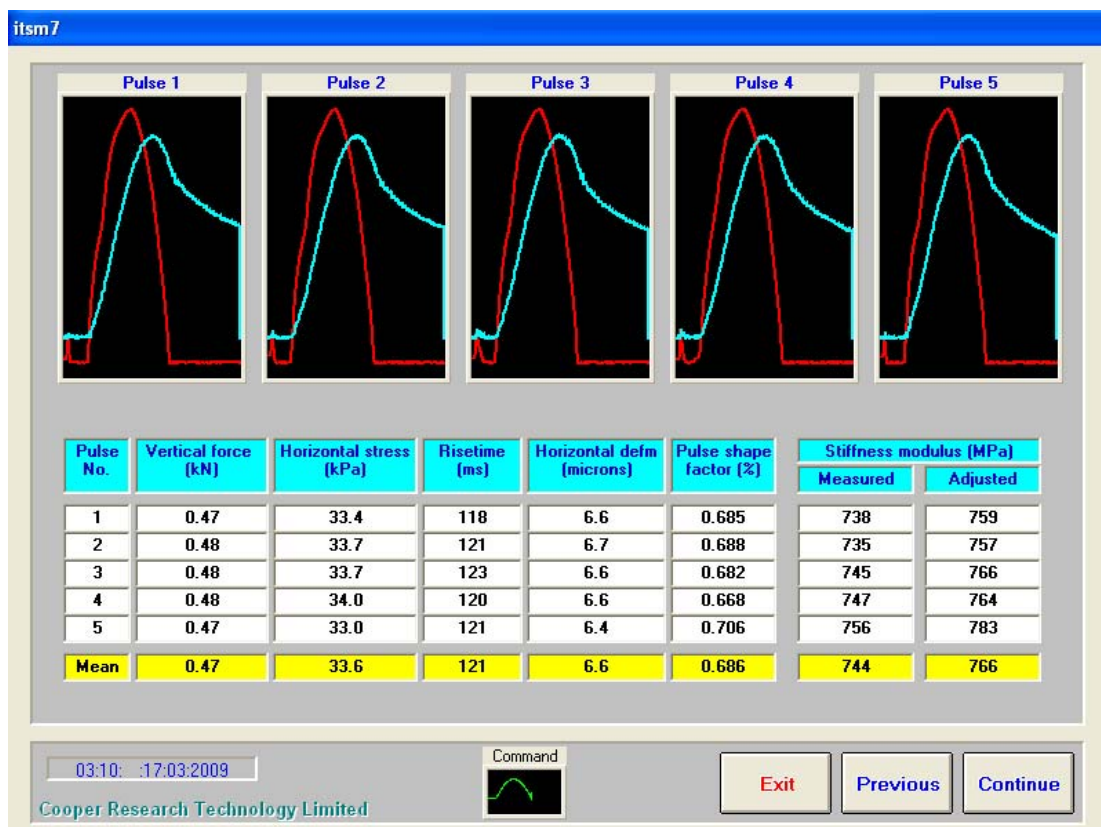 itsm7
Pulse 1 Pulse 2 Pulse 3 Pulse 4 Pulse 5
Pulse No. Vertical force (kN) Horizontal stress (kPa) Risetime (ms) Horizontal defm (microns) Pulse shape factor (%) Stiffness modulus (MPa)
Measured Adjusted
1 0.47 33.4 118 6.6 0.685 738 759
2 0.48 33.7 121 6.7 0.688 735 757
3 0.48 33.7 123 6.6 0.682 745 766
4 0.48 34.0 120 6.6 0.668 747 764
5 0.47 33.0 121 6.4 0.706 756 783
Mean 0.47 33.6 121 6.6 0.686 744 766
03:10: :17:03:2009
Command
Exit Previous Continue
Cooper Research Technology Limited